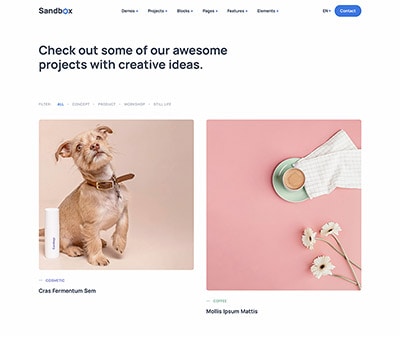 Sandbox
Demos Projects Blocks Pages Features Elements EN Contact
Check out some of our awesome
projects with creative ideas.
FILTER: ALL CONCEPT PRODUCT WORKSHOP STILL LIFE
COSMETIC
Cras Fermentum Sem
COFFEE
Mollis Ipsum Mattis